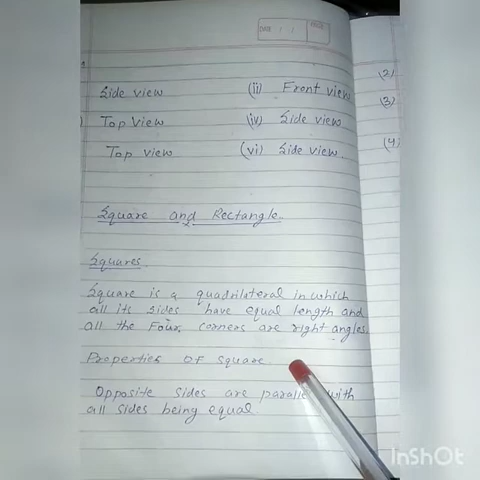 DATE / / PAGE
Side view (ii) Front view (2)
Top view (iv) Side view (3)
Top view (vi) Side view. (4)
Square and Rectangle
Squares
Square is a quadrilateral in which
all its sides have equal length and
all the Four corners are right angles.
Properties OF Square
Opposite sides are parallel with
all sides being equal.
InShOt